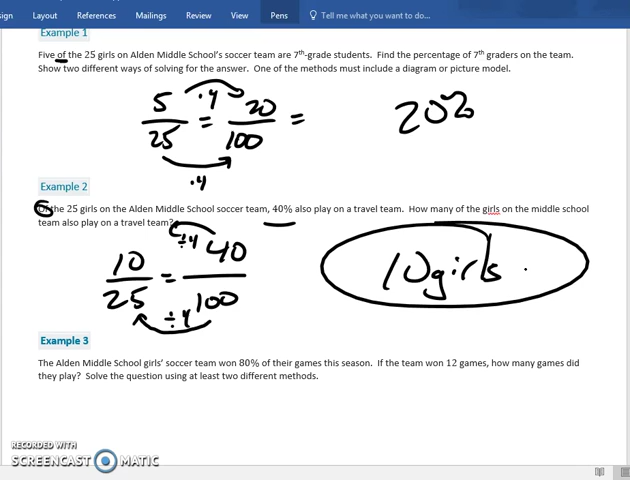 sign Layout References Mailings Review View Pens Tell me what you want to do...
Example 1
Five of the 25 girls on Alden Middle School's soccer team are 7th-grade students. Find the percentage of 7th graders on the team.
Show two different ways of solving for the answer. One of the methods must include a diagram or picture model.
·4
5/25 = 20/100 = 20%
·4
Example 2
Of the 25 girls on the Alden Middle School soccer team, 40% also play on a travel team. How many of the girls on the middle school
team also play on a travel team?
÷4
10/25 = 40/100 10 girls.
÷4
Example 3
The Alden Middle School girls' soccer team won 80% of their games this season. If the team won 12 games, how many games did
they play? Solve the question using at least two different methods.
RECORDED WITH
SCREENCAST MATIC